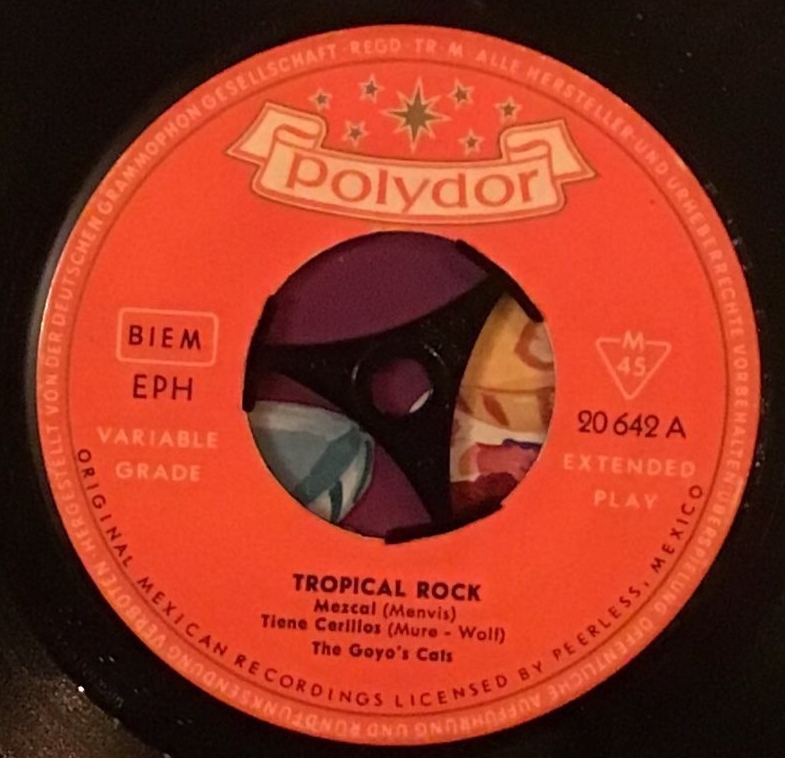 HERGESTELLT VON DER DEUTSCHEN GRAMMOPHON GESELLSCHAFT · REGD · TR · M · ALLE HERSTELLER- UND URHEBERRECHTE VORBEHALTEN · ÜBERSPIELUNG ÖFFENTLICHE AUFFÜHRUNG UND RUNDFUNKSENDUNG VERBOTEN
polydor
BIEM
EPH
VARIABLE
GRADE
M
45
20 642 A
EXTENDED
PLAY
TROPICAL ROCK
Mezcal (Menvis)
Tiene Cerillos (Mure - Wolf)
The Goyo's Cats
ORIGINAL MEXICAN RECORDINGS LICENSED BY PEERLESS, MEXICO